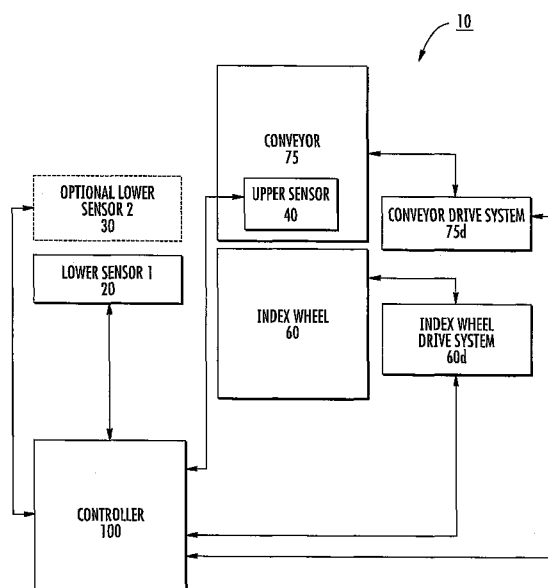 10
CONVEYOR
75
UPPER SENSOR
40
OPTIONAL LOWER
SENSOR 2
30
CONVEYOR DRIVE SYSTEM
75d
LOWER SENSOR 1
20
INDEX WHEEL
60
INDEX WHEEL
DRIVE SYSTEM
60d
CONTROLLER
100